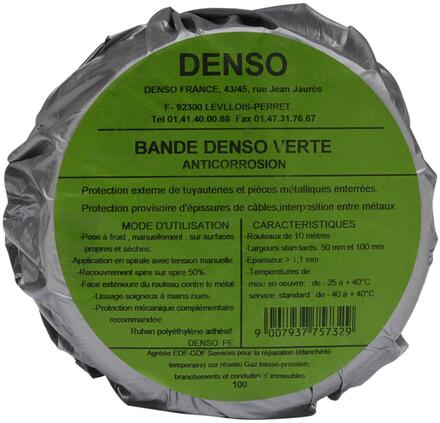 DENSO
DENSO FRANCE, 43/45, rue Jean Jaurès
F- 92300 LEVLLOIS-PERRET
Tél 01.41.40.00.88 Fax 01.47.31.76.67
BANDE DENSO VERTE
ANTICORROSION
Protection externe de tuyauteries et pièces métalliques enterrées.
Protection provisoire d'épissures de câbles,interposition entre métaux
MODE D'UTILISATION
-Pose à froid , manuellement , sur surfaces
propres et sèches.
-Application en spirale avec tension manuelle.
-Recouvrement spire sur spire 50%.
-Face extérieure du rouleau contre le métal
-Lissage soigneux à mains nues.
-Protection mécanique complémentaire
recommandée :
Ruhan polyéthylène adhésif
DENSO PE
CARACTERISTIQUES
-Rouleaux de 10 mètres
-Largeurs standards: 50 mm et 100 mm
-Epaisseur > 1,1 mm
-Températures de
mise en oeuvre: de - 25 à + 40°C
service: standard de - 40 à + 40°C
9 007937 757329
Agréée EDF-GDF Services pour la réparation (étanchéité
temporaire) sur réseau Gaz basse-pression,
branchements et conduites d'immeubles
100